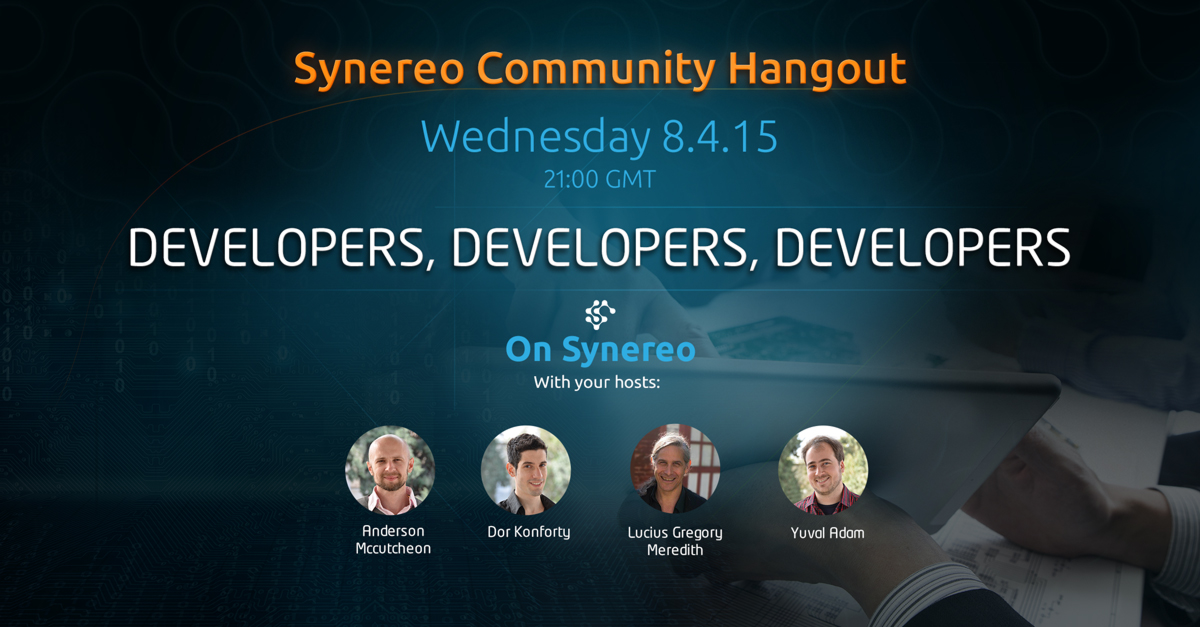 Synereo Community Hangout
Wednesday 8.4.15
21:00 GMT
DEVELOPERS, DEVELOPERS, DEVELOPERS
On Synereo
With your hosts:
Anderson
Mccutcheon
Dor Konforty
Lucius Gregory
Meredith
Yuval Adam